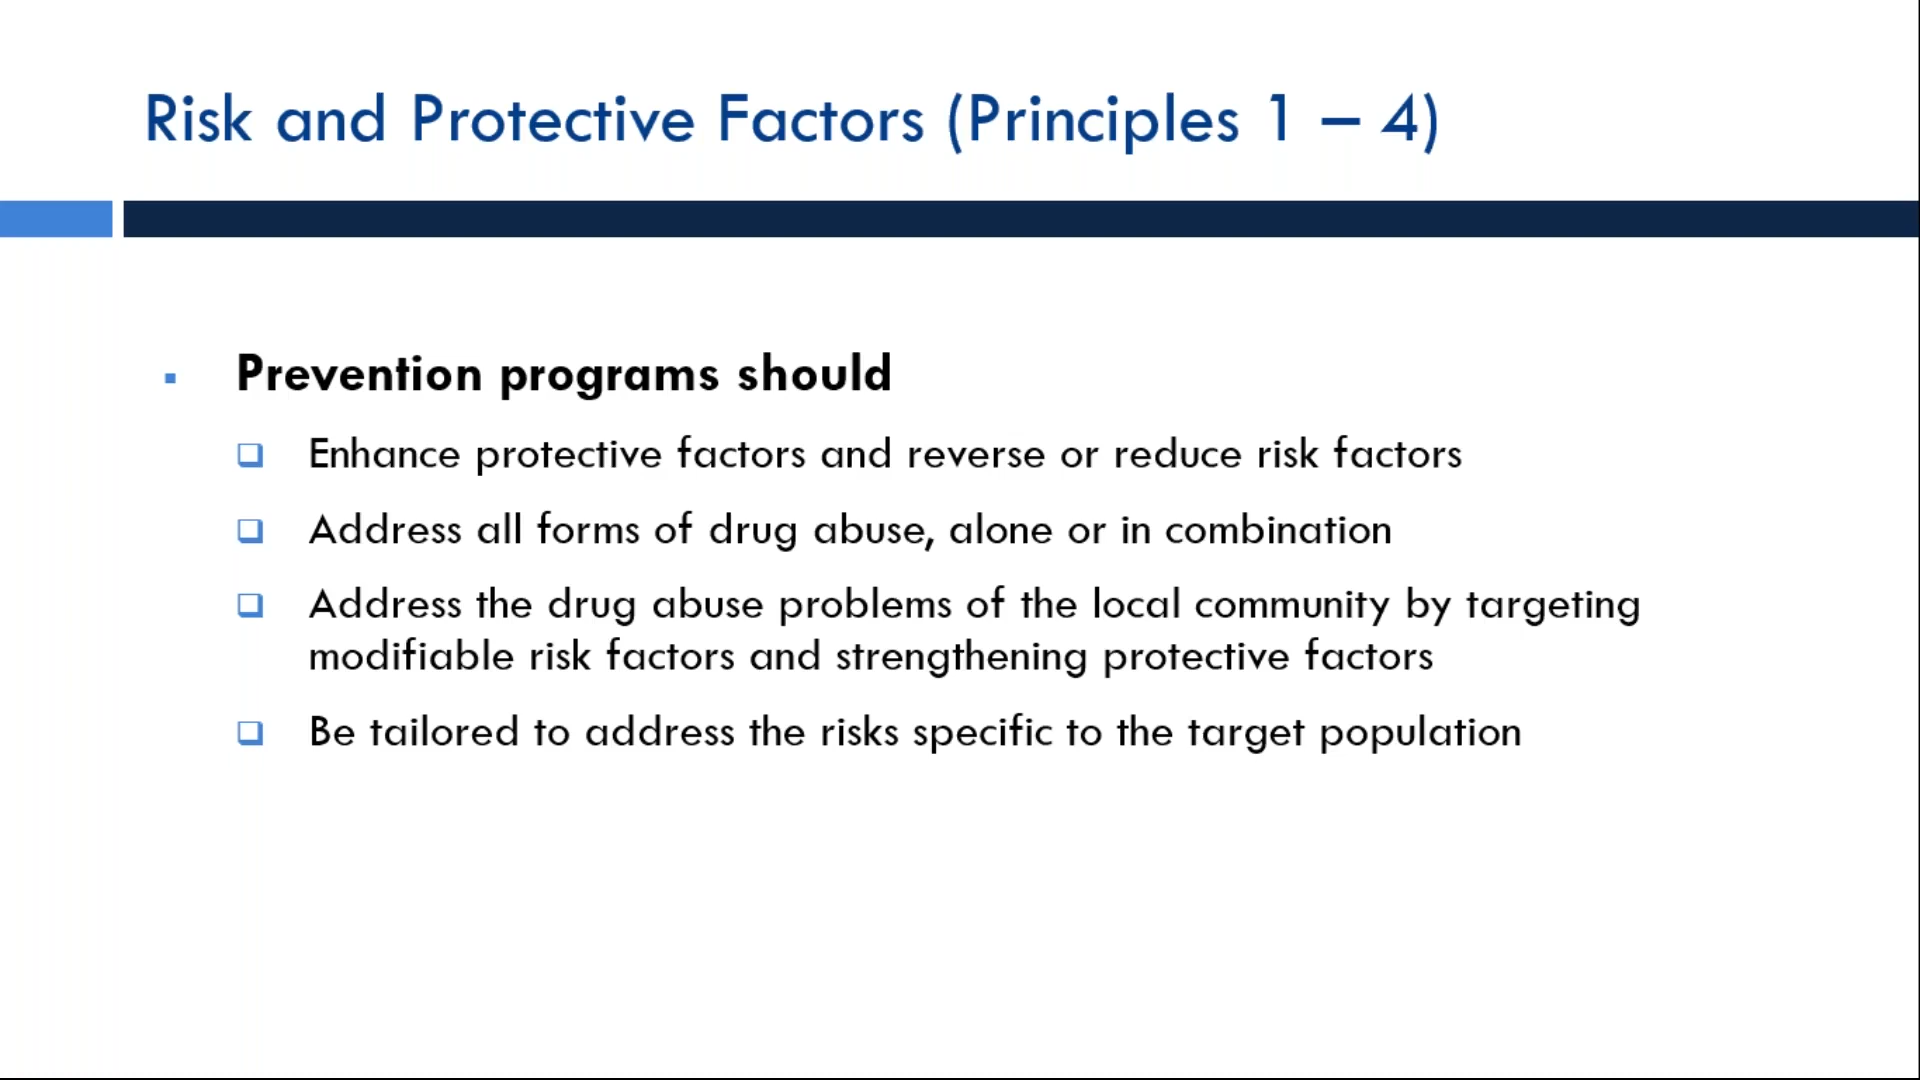 Risk and Protective Factors (Principles 1 – 4)
Prevention programs should
Enhance protective factors and reverse or reduce risk factors
Address all forms of drug abuse, alone or in combination
Address the drug abuse problems of the local community by targeting
modifiable risk factors and strengthening protective factors
Be tailored to address the risks specific to the target population